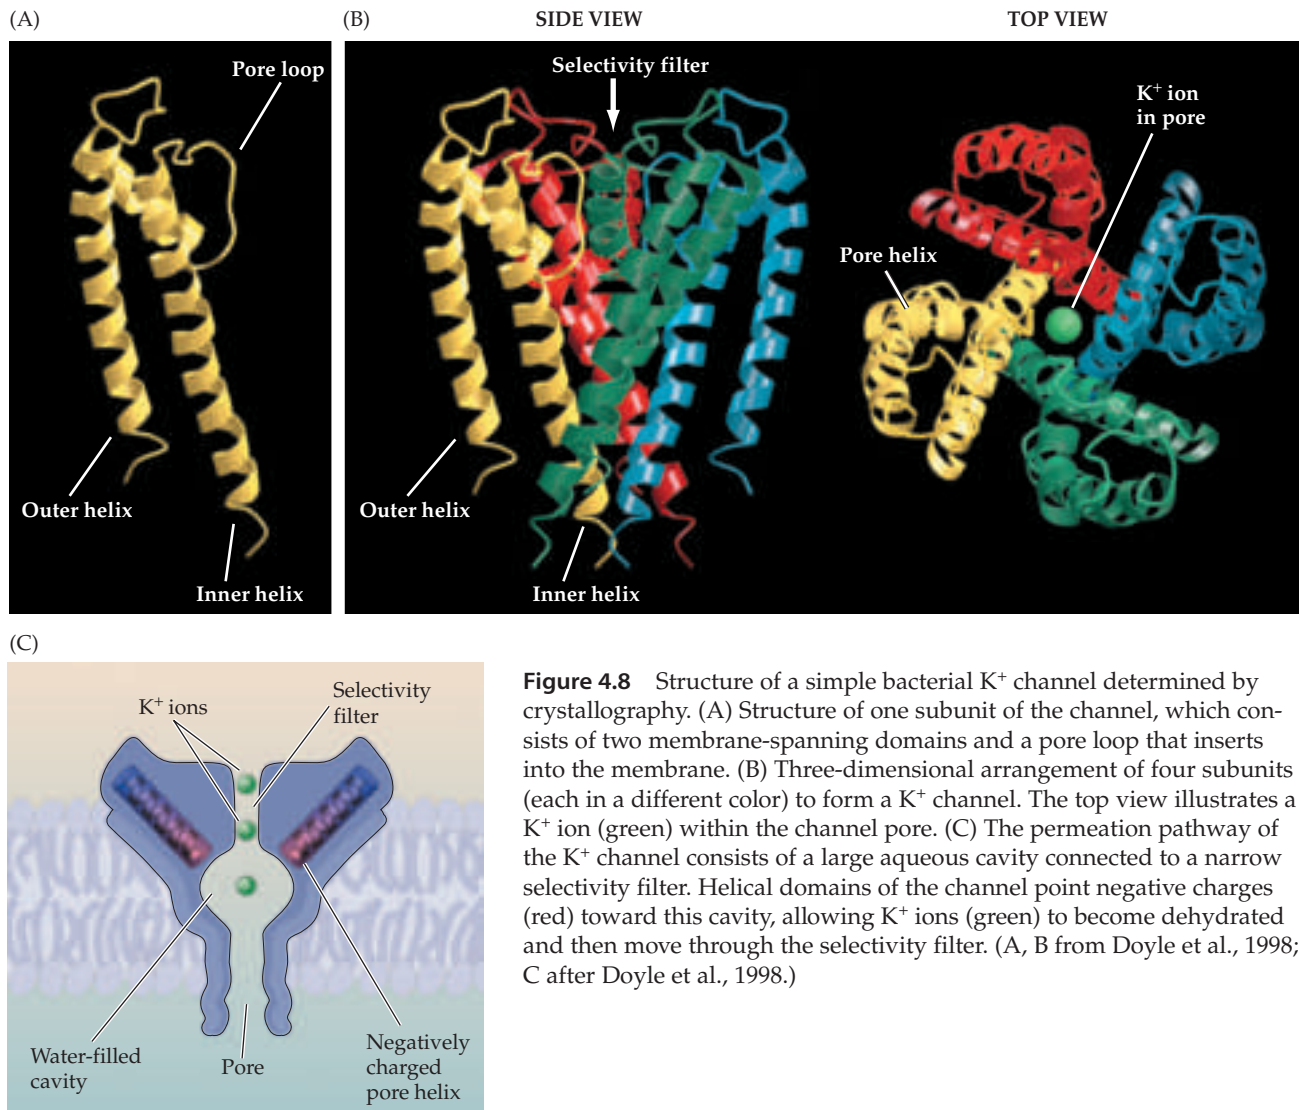 (A)
(B)
SIDE VIEW
TOP VIEW
Pore loop
Outer helix
Inner helix
Selectivity filter
Outer helix
Inner helix
K⁺ ion
in pore
Pore helix
(C)
K⁺ ions
Selectivity
filter
Water-filled
cavity
Pore
Negatively
charged
pore helix
Figure 4.8 Structure of a simple bacterial K⁺ channel determined by
crystallography. (A) Structure of one subunit of the channel, which con-
sists of two membrane-spanning domains and a pore loop that inserts
into the membrane. (B) Three-dimensional arrangement of four subunits
(each in a different color) to form a K⁺ channel. The top view illustrates a
K⁺ ion (green) within the channel pore. (C) The permeation pathway of
the K⁺ channel consists of a large aqueous cavity connected to a narrow
selectivity filter. Helical domains of the channel point negative charges
(red) toward this cavity, allowing K⁺ ions (green) to become dehydrated
and then move through the selectivity filter. (A, B from Doyle et al., 1998;
C after Doyle et al., 1998.)